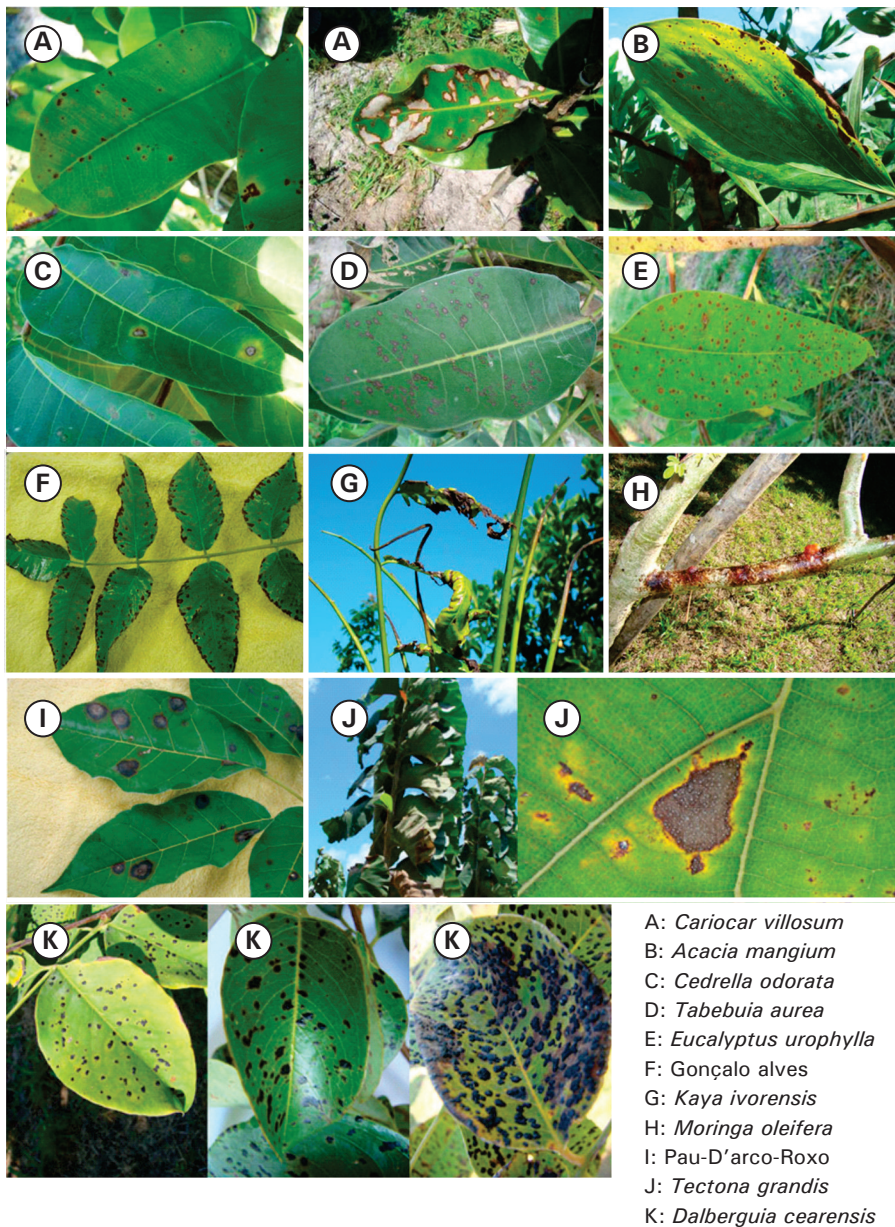 A
A
B
C
D
E
F
G
H
I
J
J
K
K
K
A: Cariocar villosum
B: Acacia mangium
C: Cedrella odorata
D: Tabebuia aurea
E: Eucalyptus urophylla
F: Gonçalo alves
G: Kaya ivorensis
H: Moringa oleifera
I: Pau-D'arco-Roxo
J: Tectona grandis
K: Dalberguia cearensis